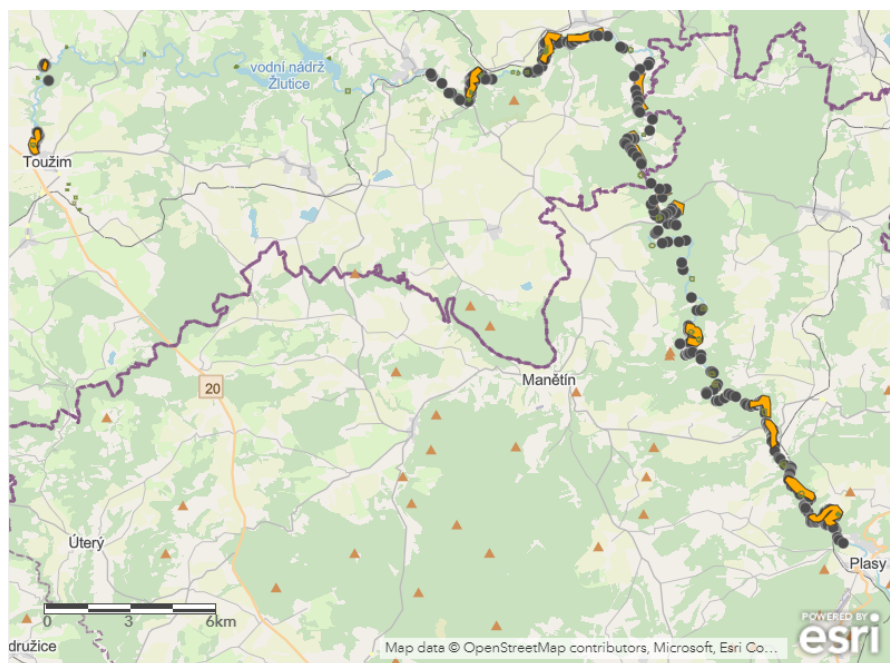 vodní nádrž
Žlutice
Toužim
20
Manětín
Úterý
Plasy
0 3 6km
družice
Map data © OpenStreetMap contributors, Microsoft, Esri Co...
POWERED BY
esri